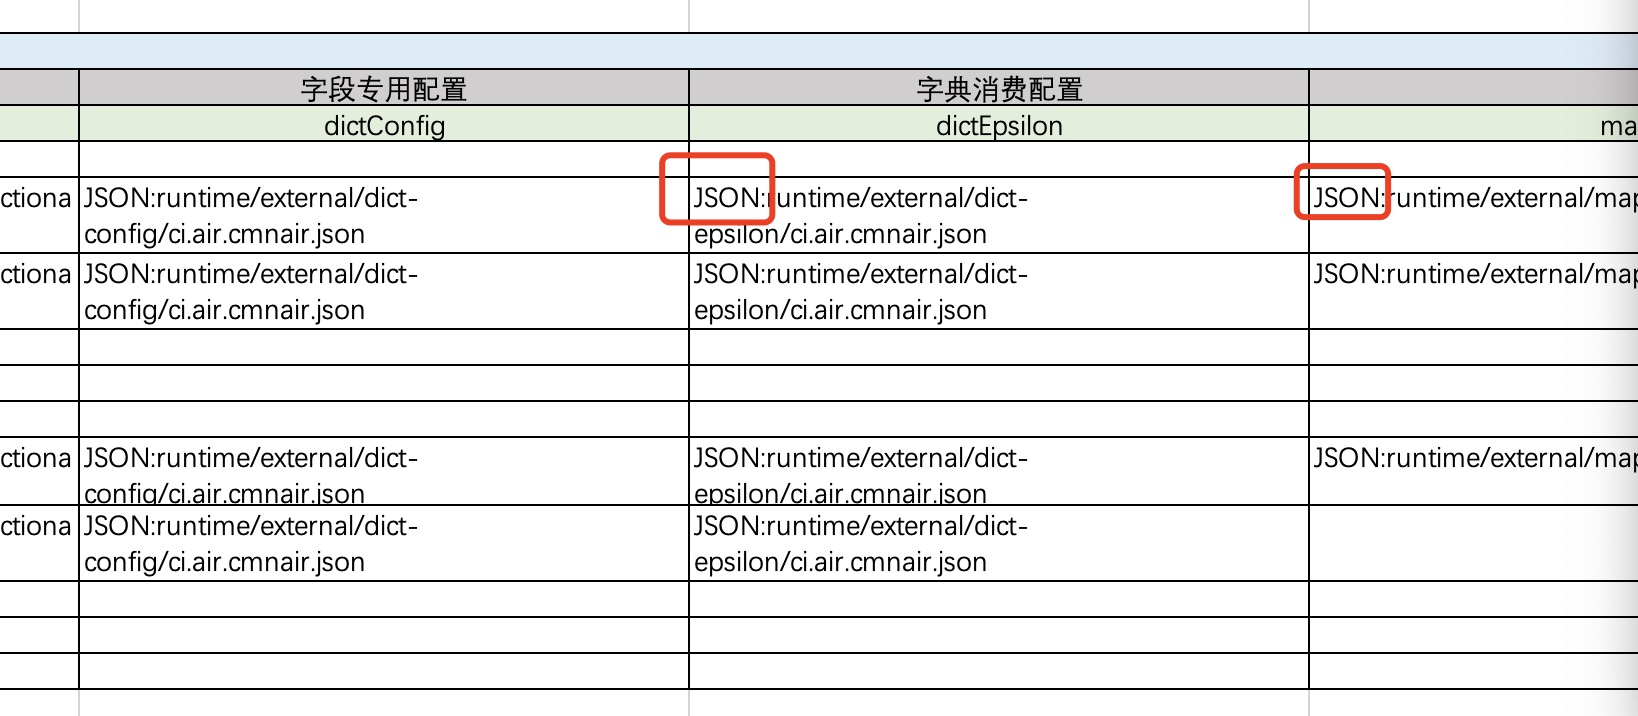 字段专用配置 字典消费配置
dictConfig dictEpsilon ma
ctiona JSON:runtime/external/dict- JSON:runtime/external/dict- JSON:runtime/external/map
config/ci.air.cmnair.json epsilon/ci.air.cmnair.json
ctiona JSON:runtime/external/dict- JSON:runtime/external/dict- JSON:runtime/external/map
config/ci.air.cmnair.json epsilon/ci.air.cmnair.json
ctiona JSON:runtime/external/dict- JSON:runtime/external/dict- JSON:runtime/external/map
config/ci.air.cmnair.json epsilon/ci.air.cmnair.json
ctiona JSON:runtime/external/dict- JSON:runtime/external/dict-
config/ci.air.cmnair.json epsilon/ci.air.cmnair.json